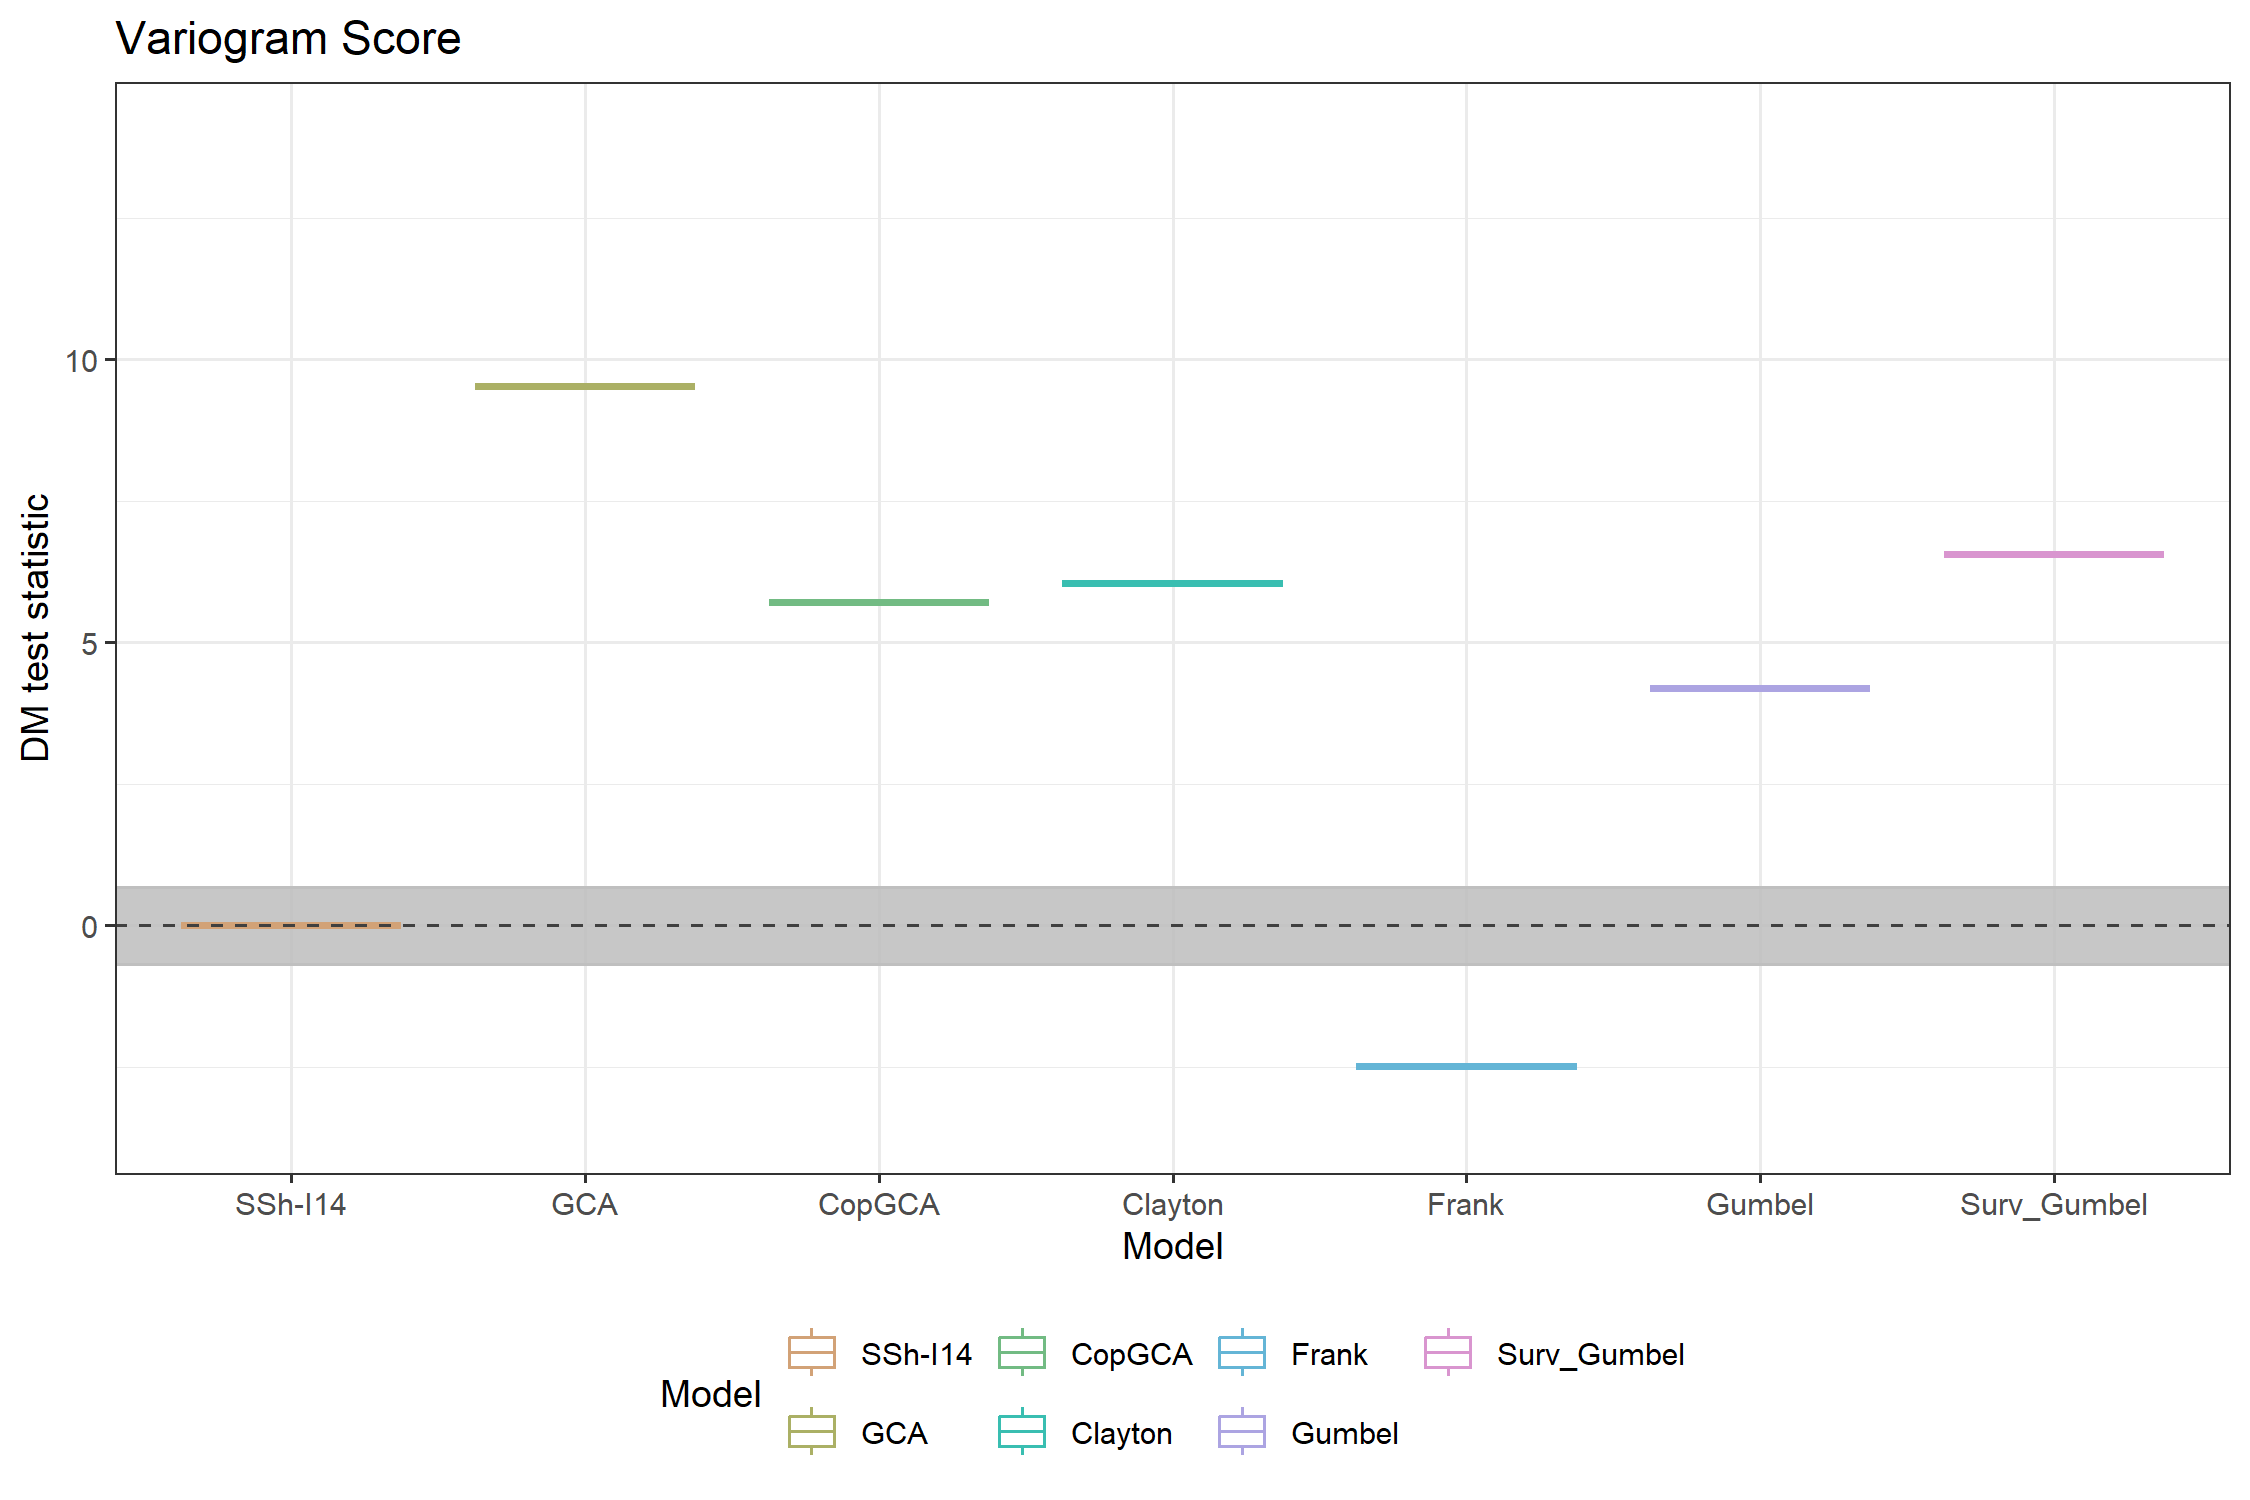 Variogram Score
DM test statistic
10
5
0
SSh-I14 GCA CopGCA Clayton Frank Gumbel Surv_Gumbel
Model
Model
SSh-I14 CopGCA Frank Surv_Gumbel
GCA Clayton Gumbel